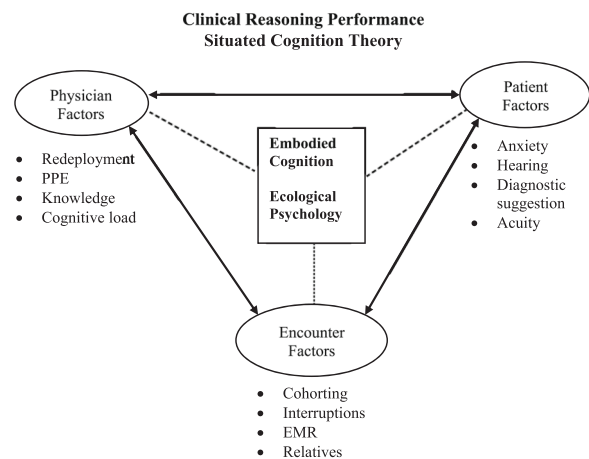 Clinical Reasoning Performance
Situated Cognition Theory
Physician
Factors
Patient
Factors
Embodied
Cognition
Ecological
Psychology
• Redeployment
• PPE
• Knowledge
• Cognitive load
• Anxiety
• Hearing
• Diagnostic
suggestion
• Acuity
Encounter
Factors
• Cohorting
• Interruptions
• EMR
• Relatives